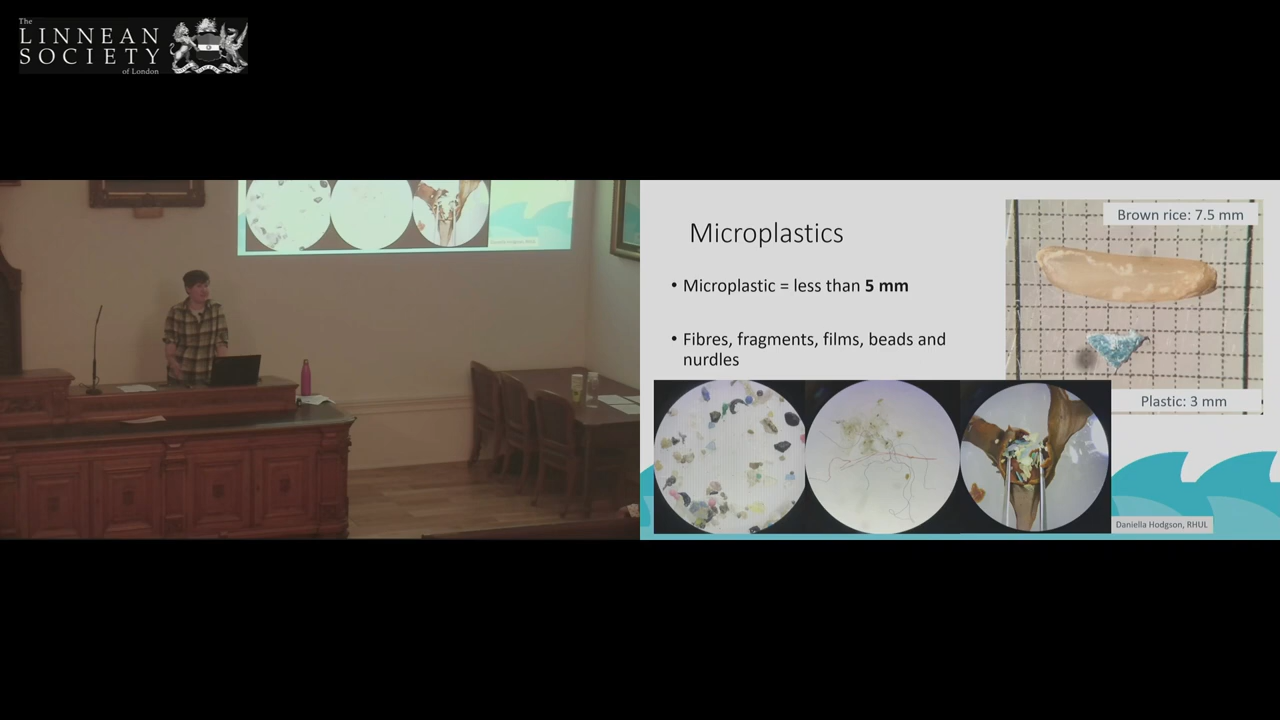 The
LINNEAN
SOCIETY
of London
Microplastics
• Microplastic = less than 5 mm
• Fibres, fragments, films, beads and
nurdles
Brown rice: 7.5 mm
Plastic: 3 mm
Daniella Hodgson, RHUL